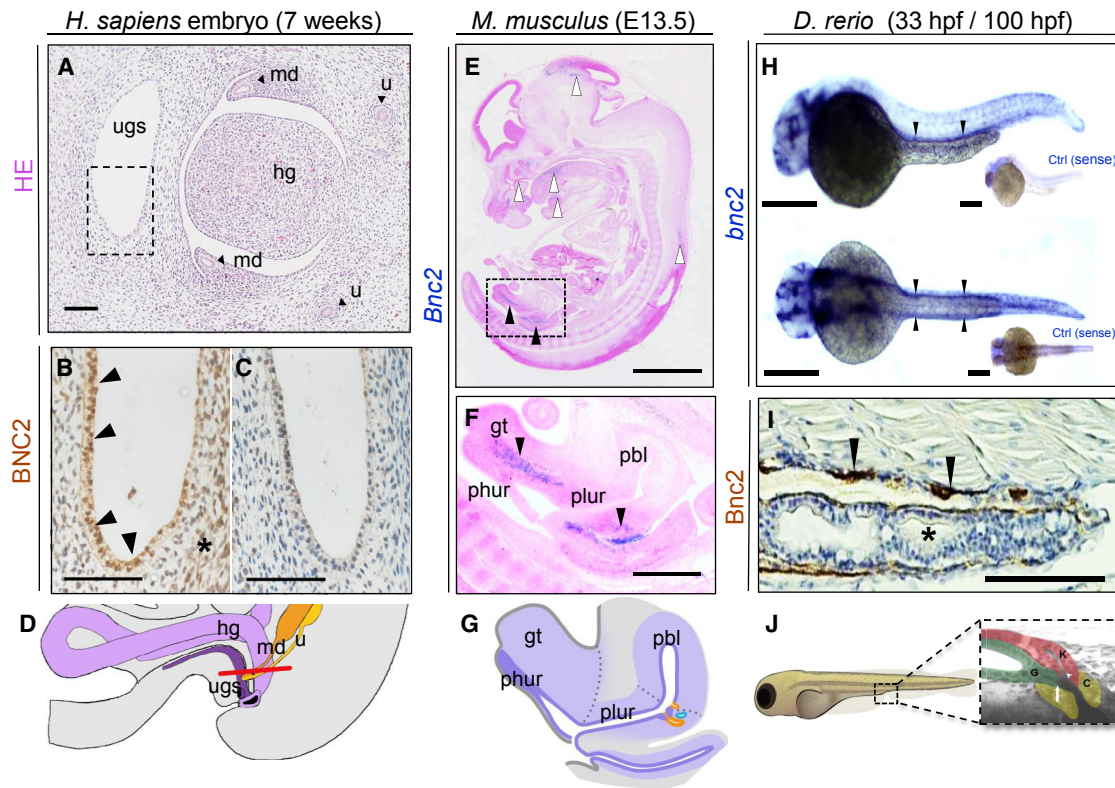 H. sapiens embryo (7 weeks)
M. musculus (E13.5)
D. rerio (33 hpf / 100 hpf)
HE
A
md
u
ugs
hg
md
u
BNC2
B
C
*
D
hg
md
u
ugs
Bnc2
E
F
gt
pbl
phur
plur
G
gt
pbl
phur
plur
bnc2
H
Ctrl (sense)
Ctrl (sense)
Bnc2
I
*
J
K
G
C